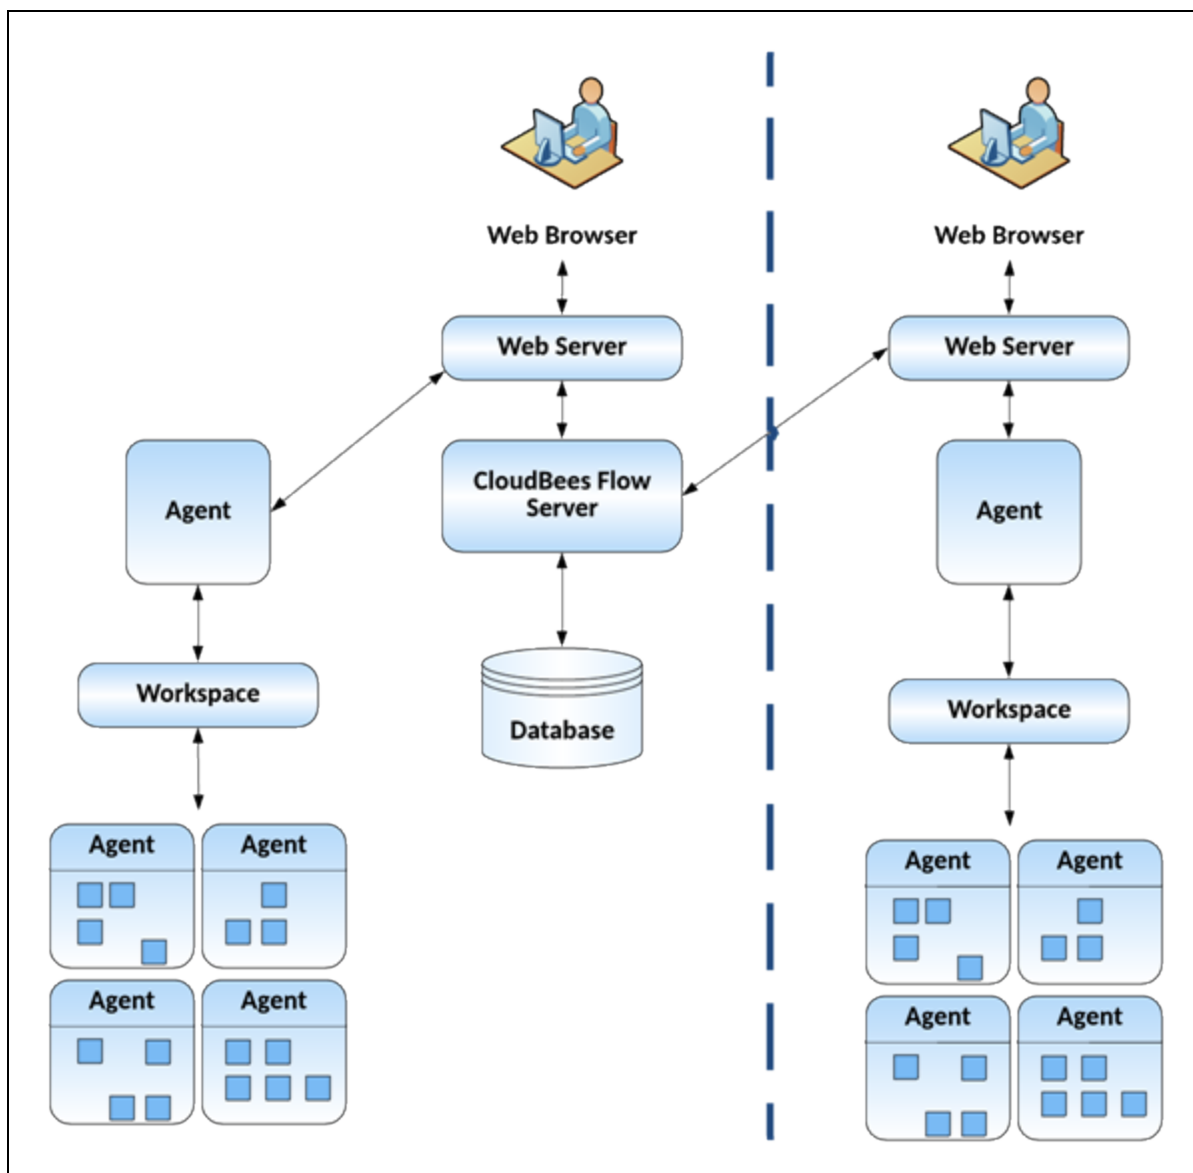 Web Browser
Web Browser
Web Server
Web Server
Agent
CloudBees Flow
Server
Agent
Workspace
Database
Workspace
Agent
Agent
Agent
Agent
Agent
Agent
Agent
Agent